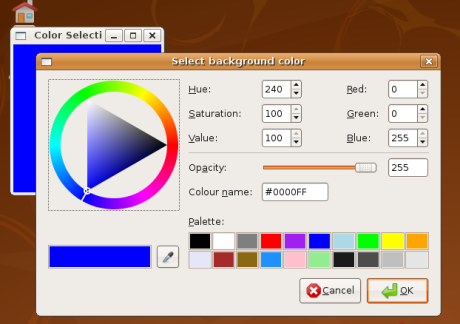 Color Selecti
Select background color
Hue: 240 Red: 0
Saturation: 100 Green: 0
Value: 100 Blue: 255
Opacity: 255
Colour name: #0000FF
Palette:
Cancel OK